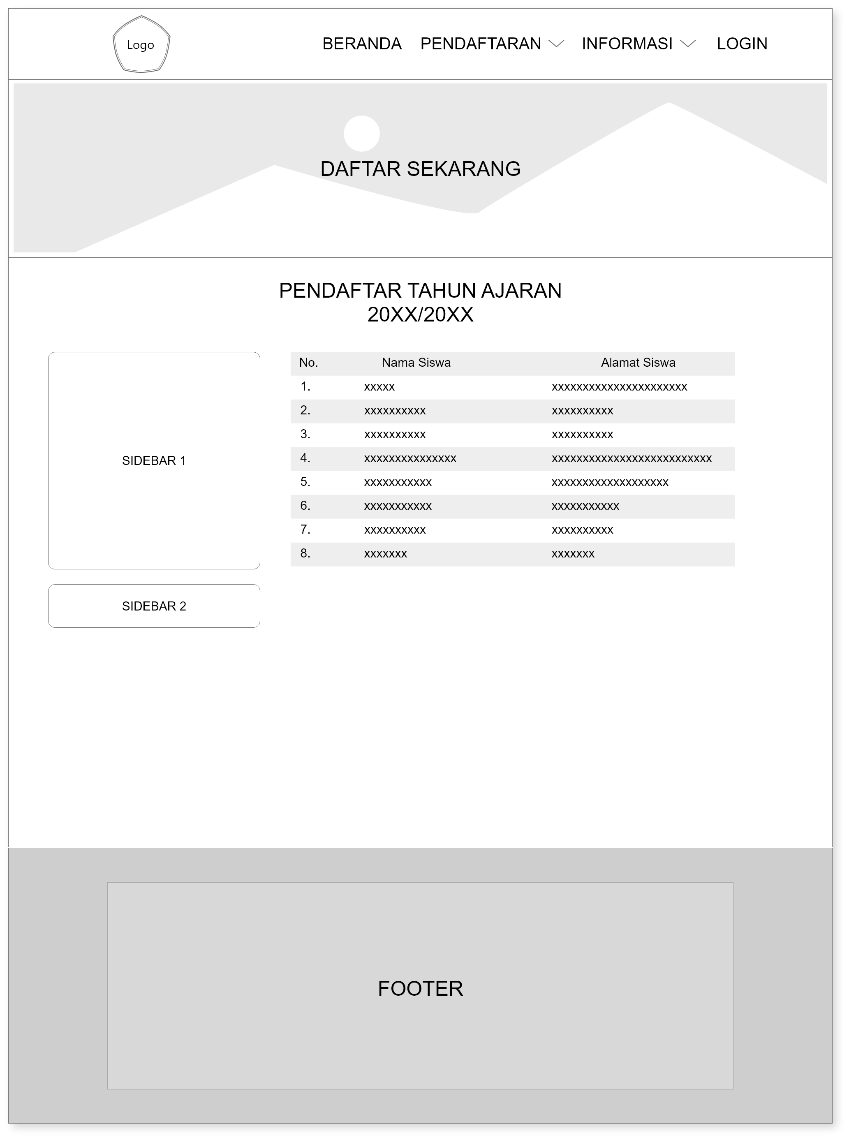 Logo
BERANDA PENDAFTARAN INFORMASI LOGIN
DAFTAR SEKARANG
PENDAFTAR TAHUN AJARAN
20XX/20XX
SIDEBAR 1
SIDEBAR 2
No. Nama Siswa Alamat Siswa
1. xxxxx xxxxxxxxxxxxxxxxxxxxxx
2. xxxxxxxxxx xxxxxxxxxx
3. xxxxxxxxxx xxxxxxxxxx
4. xxxxxxxxxxxxxxx xxxxxxxxxxxxxxxxxxxxxxxxxx
5. xxxxxxxxxxx xxxxxxxxxxxxxxxxxxx
6. xxxxxxxxxxx xxxxxxxxxxx
7. xxxxxxxxxx xxxxxxxxxx
8. xxxxxxx xxxxxxx
FOOTER